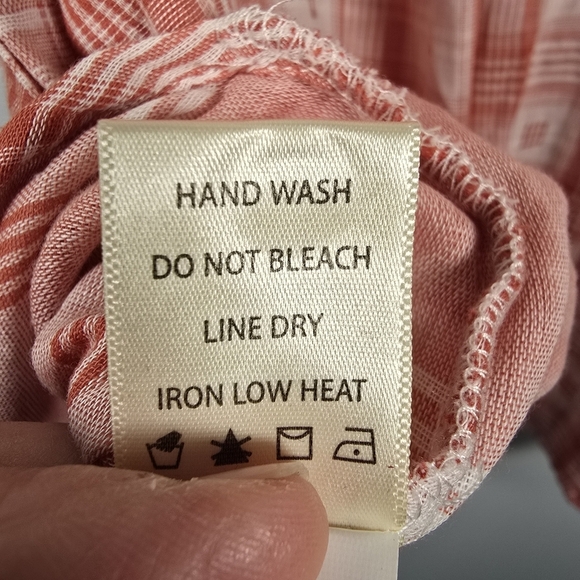 HAND WASH
DO NOT BLEACH
LINE DRY
IRON LOW HEAT